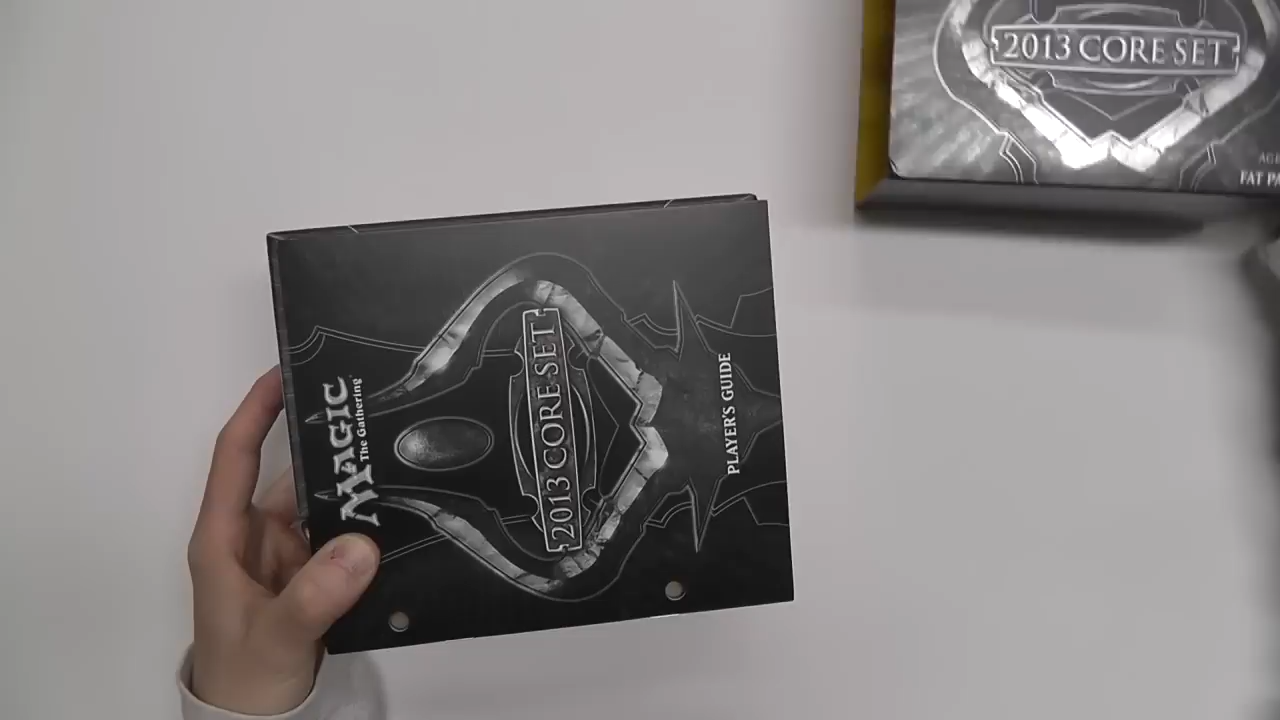 2013 CORE SET
FAT PA
MAGIC
The Gathering
2013 CORE SET
PLAYER'S GUIDE